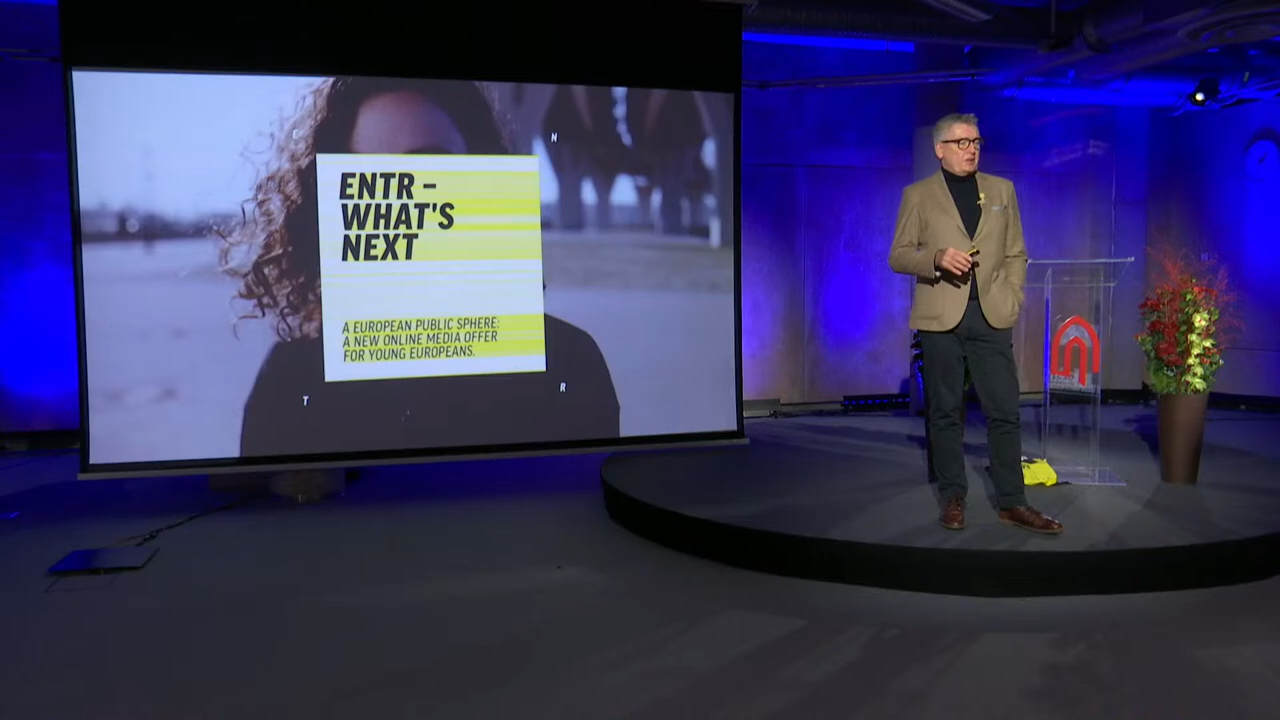 N
ENTR –
WHAT'S
NEXT
A EUROPEAN PUBLIC SPHERE:
A NEW ONLINE MEDIA OFFER
FOR YOUNG EUROPEANS.
T
R